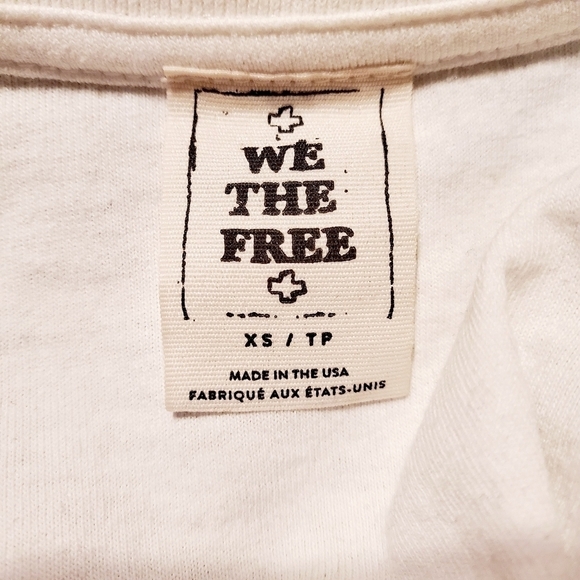 WE
THE
FREE
XS / TP
MADE IN THE USA
FABRIQUÉ AUX ÉTATS-UNIS